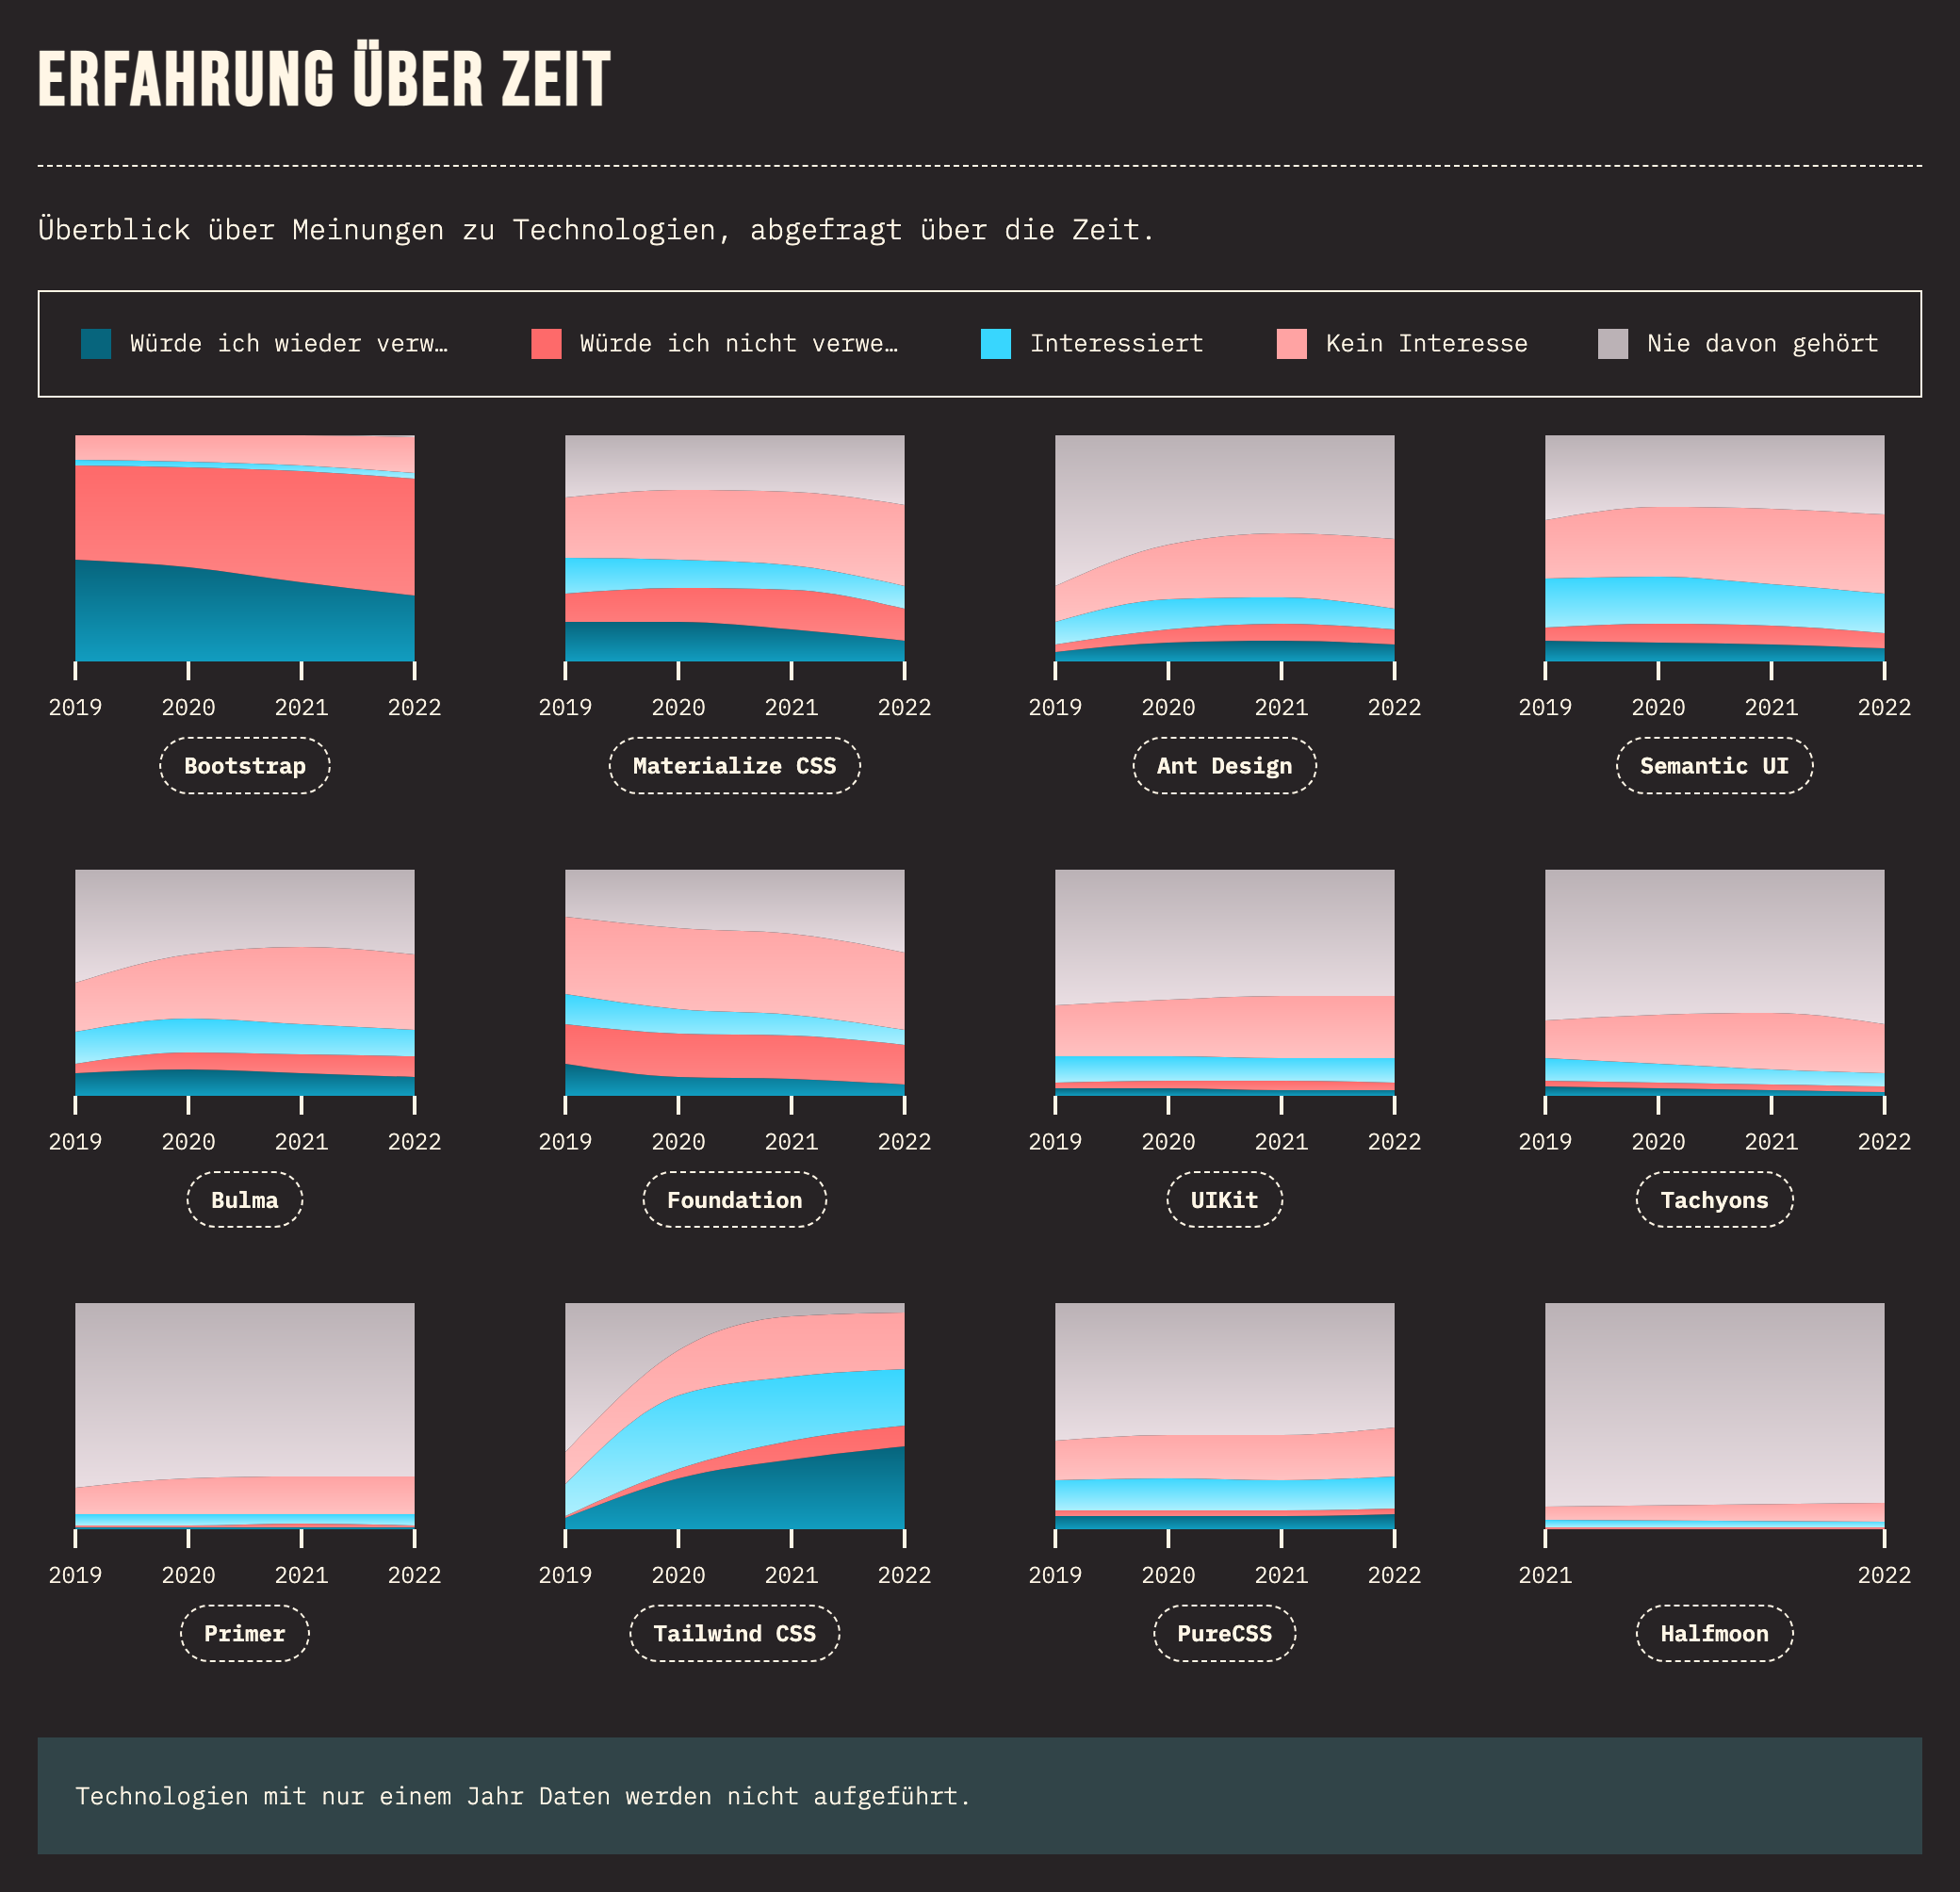 ERFAHRUNG ÜBER ZEIT
Überblick über Meinungen zu Technologien, abgefragt über die Zeit.
Würde ich wieder verw… Würde ich nicht verwe… Interessiert Kein Interesse Nie davon gehört
2019 2020 2021 2022 2019 2020 2021 2022 2019 2020 2021 2022 2019 2020 2021 2022
Bootstrap Materialize CSS Ant Design Semantic UI
2019 2020 2021 2022 2019 2020 2021 2022 2019 2020 2021 2022 2019 2020 2021 2022
Bulma Foundation UIKit Tachyons
2019 2020 2021 2022 2019 2020 2021 2022 2019 2020 2021 2022 2021 2022
Primer Tailwind CSS PureCSS Halfmoon
Technologien mit nur einem Jahr Daten werden nicht aufgeführt.